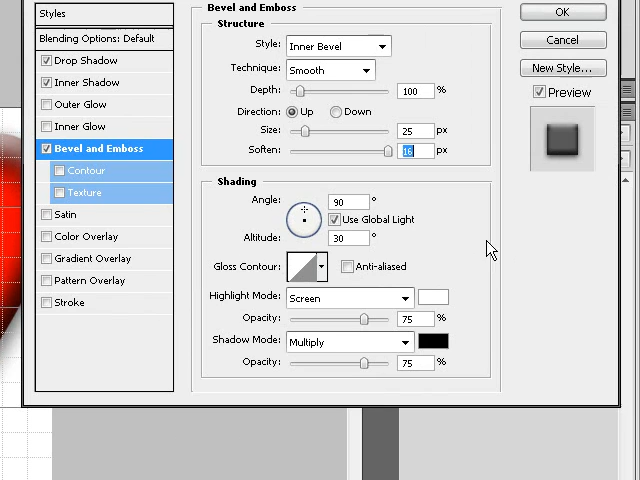 Styles
Blending Options: Default
Drop Shadow
Inner Shadow
Outer Glow
Inner Glow
Bevel and Emboss
Contour
Texture
Satin
Color Overlay
Gradient Overlay
Pattern Overlay
Stroke
Bevel and Emboss
Structure
Style: Inner Bevel
Technique: Smooth
Depth: 100 %
Direction: Up Down
Size: 25 px
Soften: 16 px
Shading
Angle: 90 °
Use Global Light
Altitude: 30 °
Gloss Contour: Anti-aliased
Highlight Mode: Screen
Opacity: 75 %
Shadow Mode: Multiply
Opacity: 75 %
OK
Cancel
New Style...
Preview